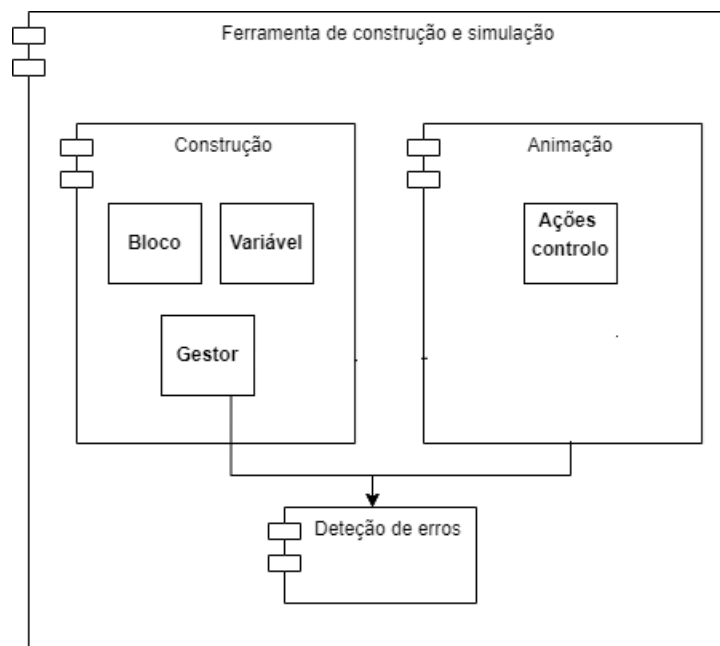 Ferramenta de construção e simulação
Construção
Animação
Bloco
Variável
Ações
controlo
Gestor
Deteção de erros